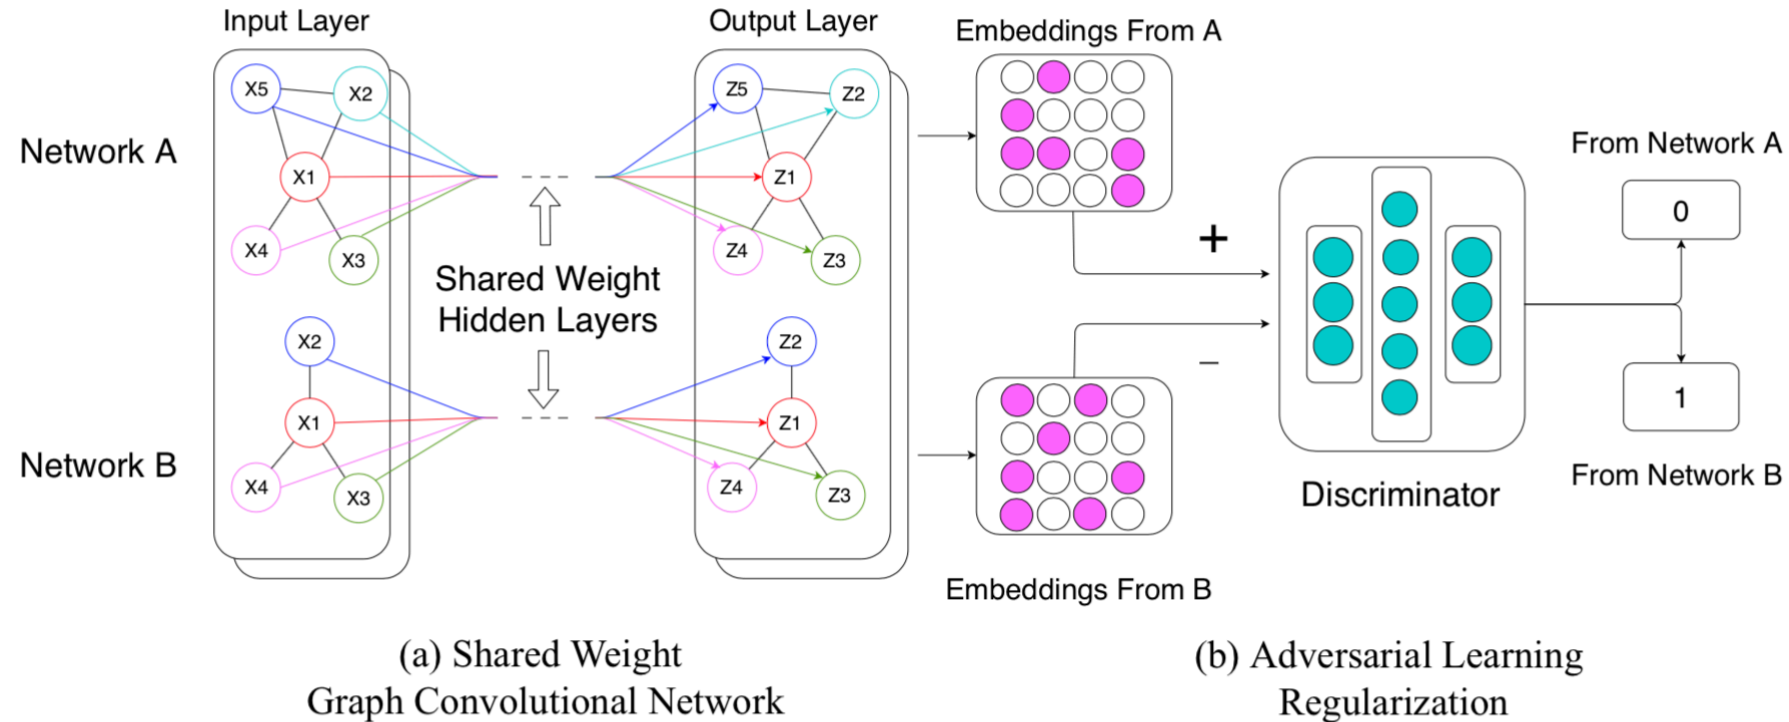 Input Layer
Output Layer
Embeddings From A
X5
X2
Z5
Z2
Network A
From Network A
X1
Z1
0
X4
X3
Z4
Z3
+
Shared Weight
Hidden Layers
X2
Z2
−
X1
Z1
1
Network B
X4
X3
Z4
Z3
Discriminator
From Network B
Embeddings From B
(a) Shared Weight
Graph Convolutional Network
(b) Adversarial Learning
Regularization